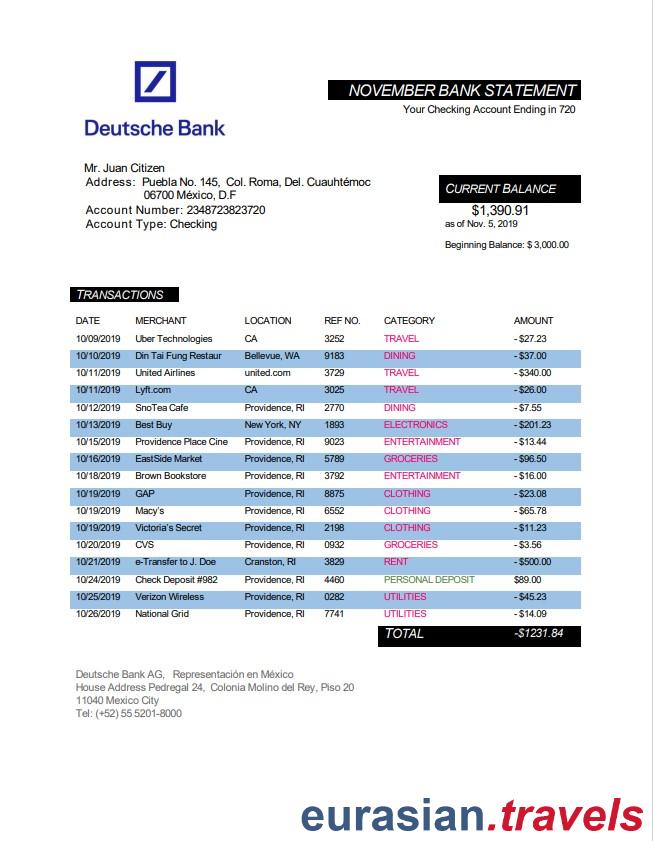 NOVEMBER BANK STATEMENT
Your Checking Account Ending in 720
Deutsche Bank
Mr. Juan Citizen
Address: Puebla No. 145, Col. Roma, Del. Cuauhtémoc
06700 México, D.F
Account Number: 2348723823720
Account Type: Checking
CURRENT BALANCE
$1,390.91
as of Nov. 5, 2019
Beginning Balance: $ 3,000.00
TRANSACTIONS
DATE MERCHANT LOCATION REF NO. CATEGORY AMOUNT
10/09/2019 Uber Technologies CA 3252 TRAVEL - $27.23
10/10/2019 Din Tai Fung Restaur Bellevue, WA 9183 DINING - $37.00
10/11/2019 United Airlines united.com 3729 TRAVEL - $340.00
10/11/2019 Lyft.com CA 3025 TRAVEL - $26.00
10/12/2019 SnoTea Cafe Providence, RI 2770 DINING - $7.55
10/13/2019 Best Buy New York, NY 1893 ELECTRONICS - $201.23
10/15/2019 Providence Place Cine Providence, RI 9023 ENTERTAINMENT - $13.44
10/16/2019 EastSide Market Providence, RI 5789 GROCERIES - $96.50
10/18/2019 Brown Bookstore Providence, RI 3792 ENTERTAINMENT - $16.00
10/19/2019 GAP Providence, RI 8875 CLOTHING - $23.08
10/19/2019 Macy's Providence, RI 6552 CLOTHING - $65.78
10/19/2019 Victoria's Secret Providence, RI 2198 CLOTHING - $11.23
10/20/2019 CVS Providence, RI 0932 GROCERIES - $3.56
10/21/2019 e-Transfer to J. Doe Cranston, RI 3829 RENT - $500.00
10/24/2019 Check Deposit #982 Providence, RI 4460 PERSONAL DEPOSIT $89.00
10/25/2019 Verizon Wireless Providence, RI 0282 UTILITIES - $45.23
10/26/2019 National Grid Providence, RI 7741 UTILITIES - $14.09
TOTAL -$1231.84
Deutsche Bank AG, Representación en México
House Address Pedregal 24, Colonia Molino del Rey, Piso 20
11040 Mexico City
Tel: (+52) 55 5201-8000
eurasian.travels